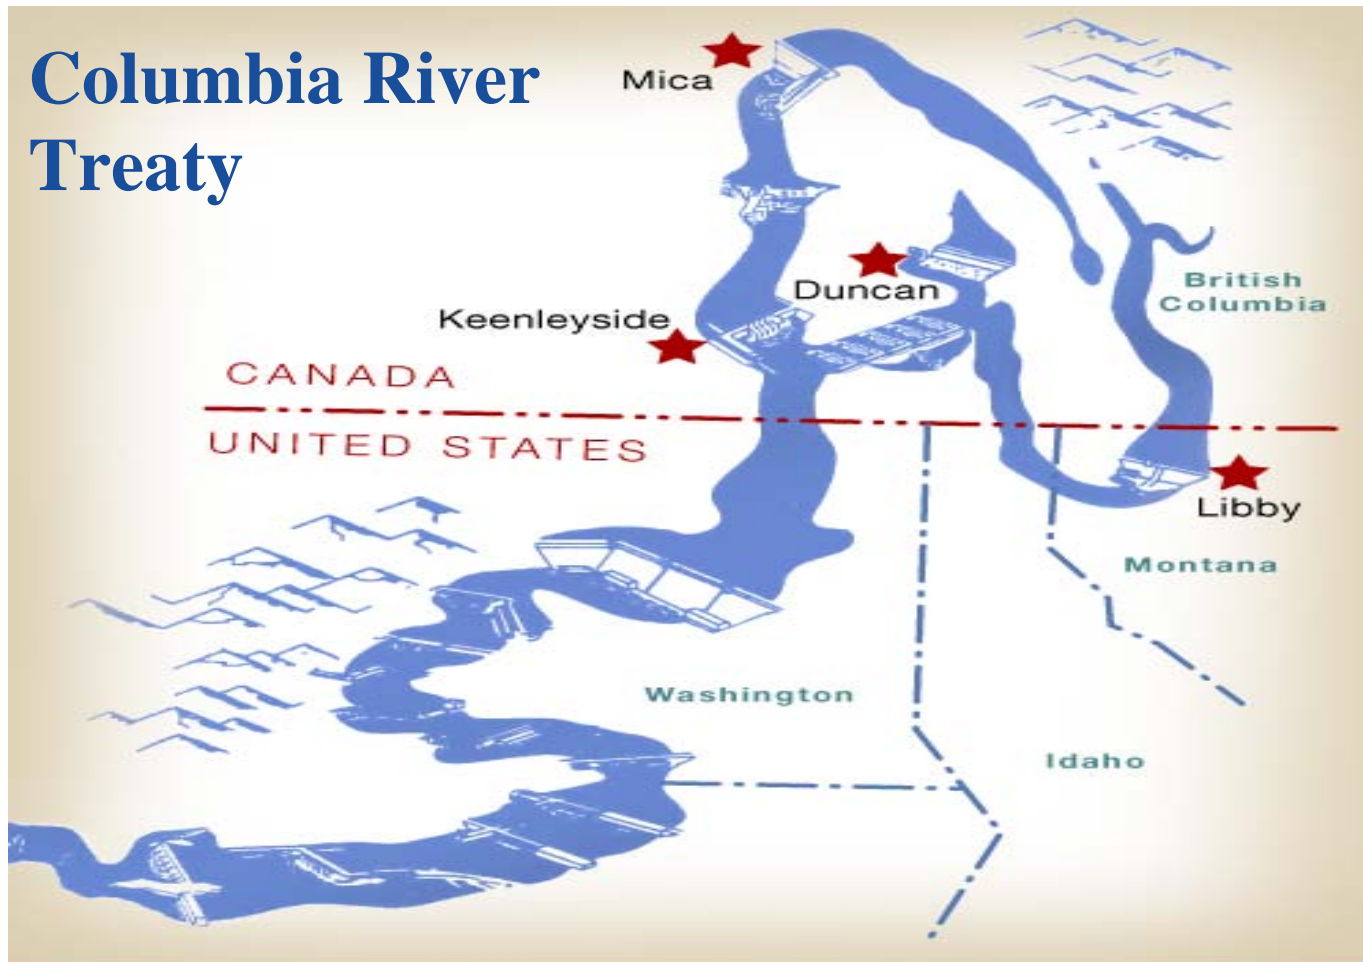 Columbia River
Treaty
Mica
Duncan
British
Columbia
Keenleyside
CANADA
UNITED STATES
Libby
Montana
Washington
Idaho